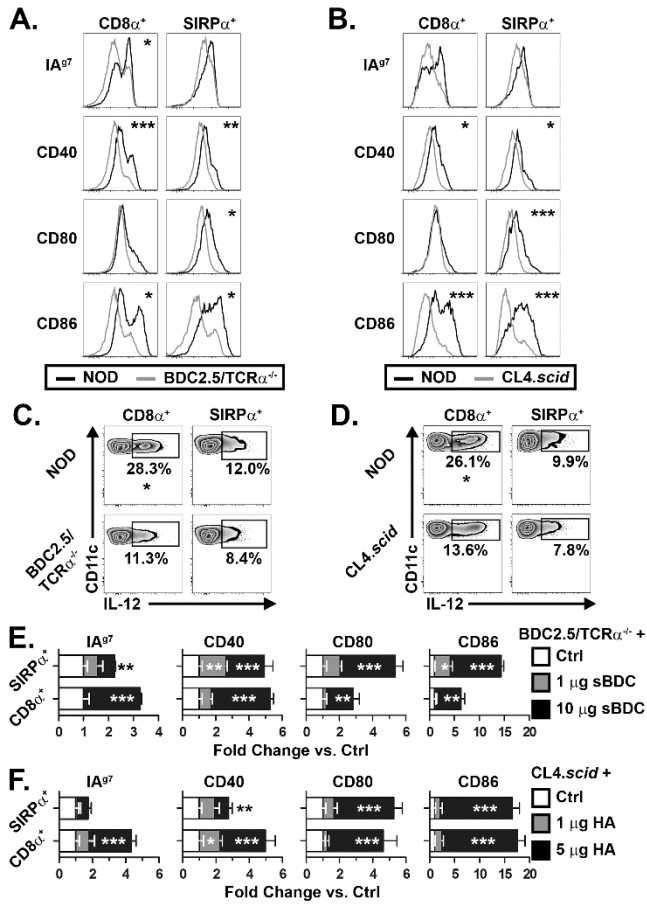 A.
CD8α+ SIRPα+
IAg7
*
CD40
*** **
CD80
*
CD86
* *
NOD BDC2.5/TCRα-/-
B.
CD8α+ SIRPα+
IAg7
CD40
* *
CD80
***
CD86
*** ***
NOD CL4.scid
C.
CD8α+ SIRPα+
NOD
28.3% 12.0%
*
BDC2.5/
TCRα-/-
11.3% 8.4%
CD11c
IL-12
D.
CD8α+ SIRPα+
NOD
26.1% 9.9%
*
CL4.scid
13.6% 7.8%
CD11c
IL-12
E.
IAg7 CD40 CD80 CD86
SIRPα+
** ** *** *** * ***
CD8α+
*** *** ** **
0 1 2 3 4 0 2 4 6 0 2 4 6 0 5 10 15 20
Fold Change vs. Ctrl
BDC2.5/TCRα-/- +
Ctrl
1 μg sBDC
10 μg sBDC
F.
IAg7 CD40 CD80 CD86
SIRPα+
** *** ***
CD8α+
*** * *** *** ***
0 2 4 6 0 2 4 6 0 2 4 6 0 5 10 15 20
Fold Change vs. Ctrl
CL4.scid +
Ctrl
1 μg HA
5 μg HA